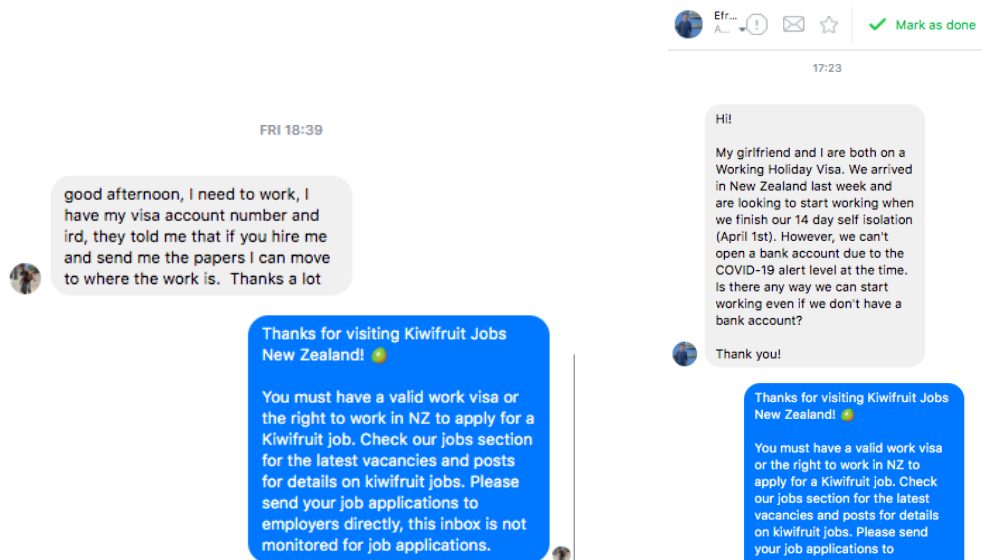 FRI 18:39
good afternoon, I need to work, I
have my visa account number and
ird, they told me that if you hire me
and send me the papers I can move
to where the work is.  Thanks a lot
Thanks for visiting Kiwifruit Jobs
New Zealand!
You must have a valid work visa or
the right to work in NZ to apply for a
Kiwifruit job. Check our jobs section
for the latest vacancies and posts
for details on kiwifruit jobs. Please
send your job applications to
employers directly, this inbox is not
monitored for job applications.
Efr...
A...
Mark as done
17:23
Hi!
My girlfriend and I are both on a
Working Holiday Visa. We arrived
in New Zealand last week and
are looking to start working when
we finish our 14 day self isolation
(April 1st). However, we can't
open a bank account due to the
COVID-19 alert level at the time.
Is there any way we can start
working even if we don't have a
bank account?
Thank you!
Thanks for visiting Kiwifruit Jobs
New Zealand!
You must have a valid work visa
or the right to work in NZ to
apply for a Kiwifruit job. Check
our jobs section for the latest
vacancies and posts for details
on kiwifruit jobs. Please send
your job applications to